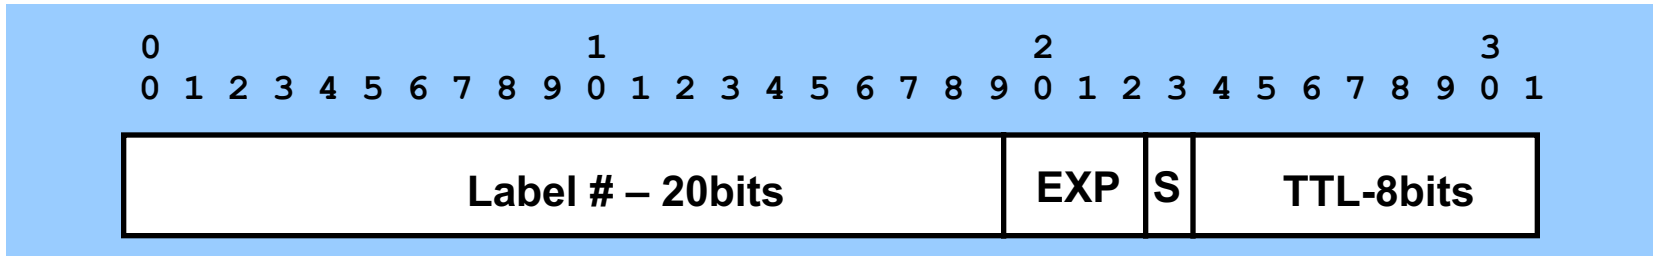 0 1 2 3
0 1 2 3 4 5 6 7 8 9 0 1 2 3 4 5 6 7 8 9 0 1 2 3 4 5 6 7 8 9 0 1
Label # – 20bits EXP S TTL-8bits